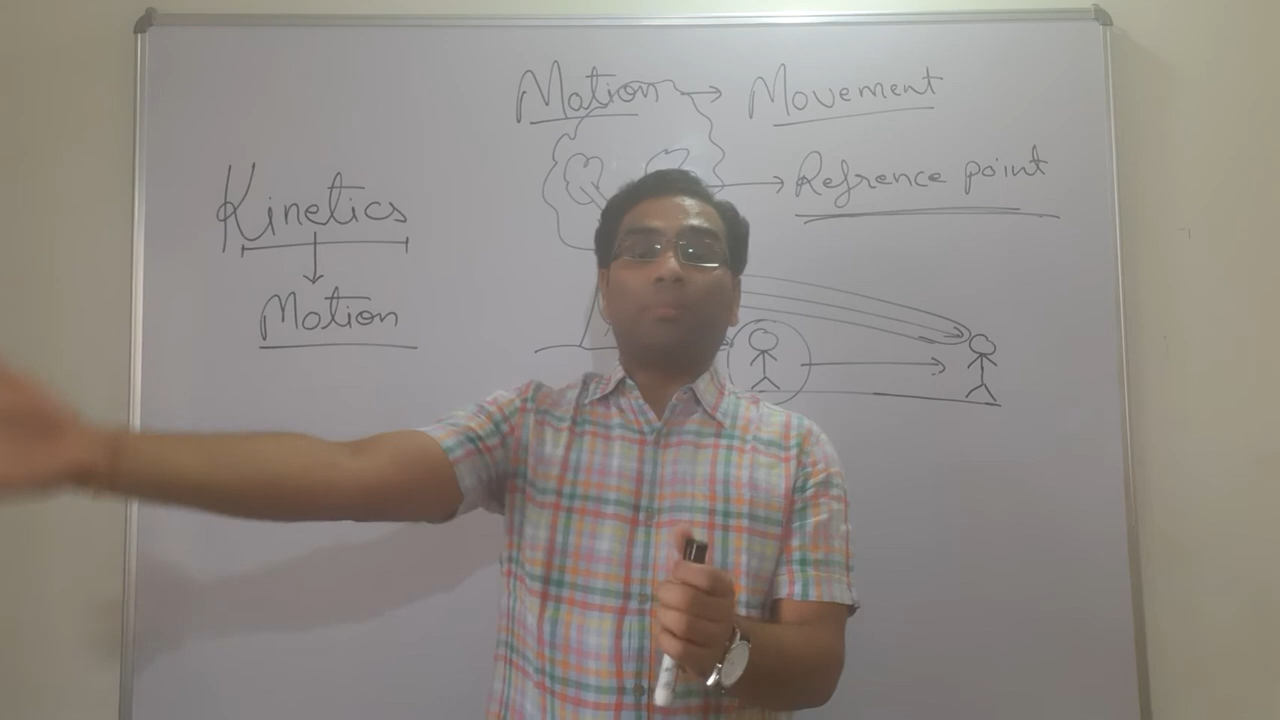 Motion → Movement
→ Refrence point
Kinetics
↓
Motion